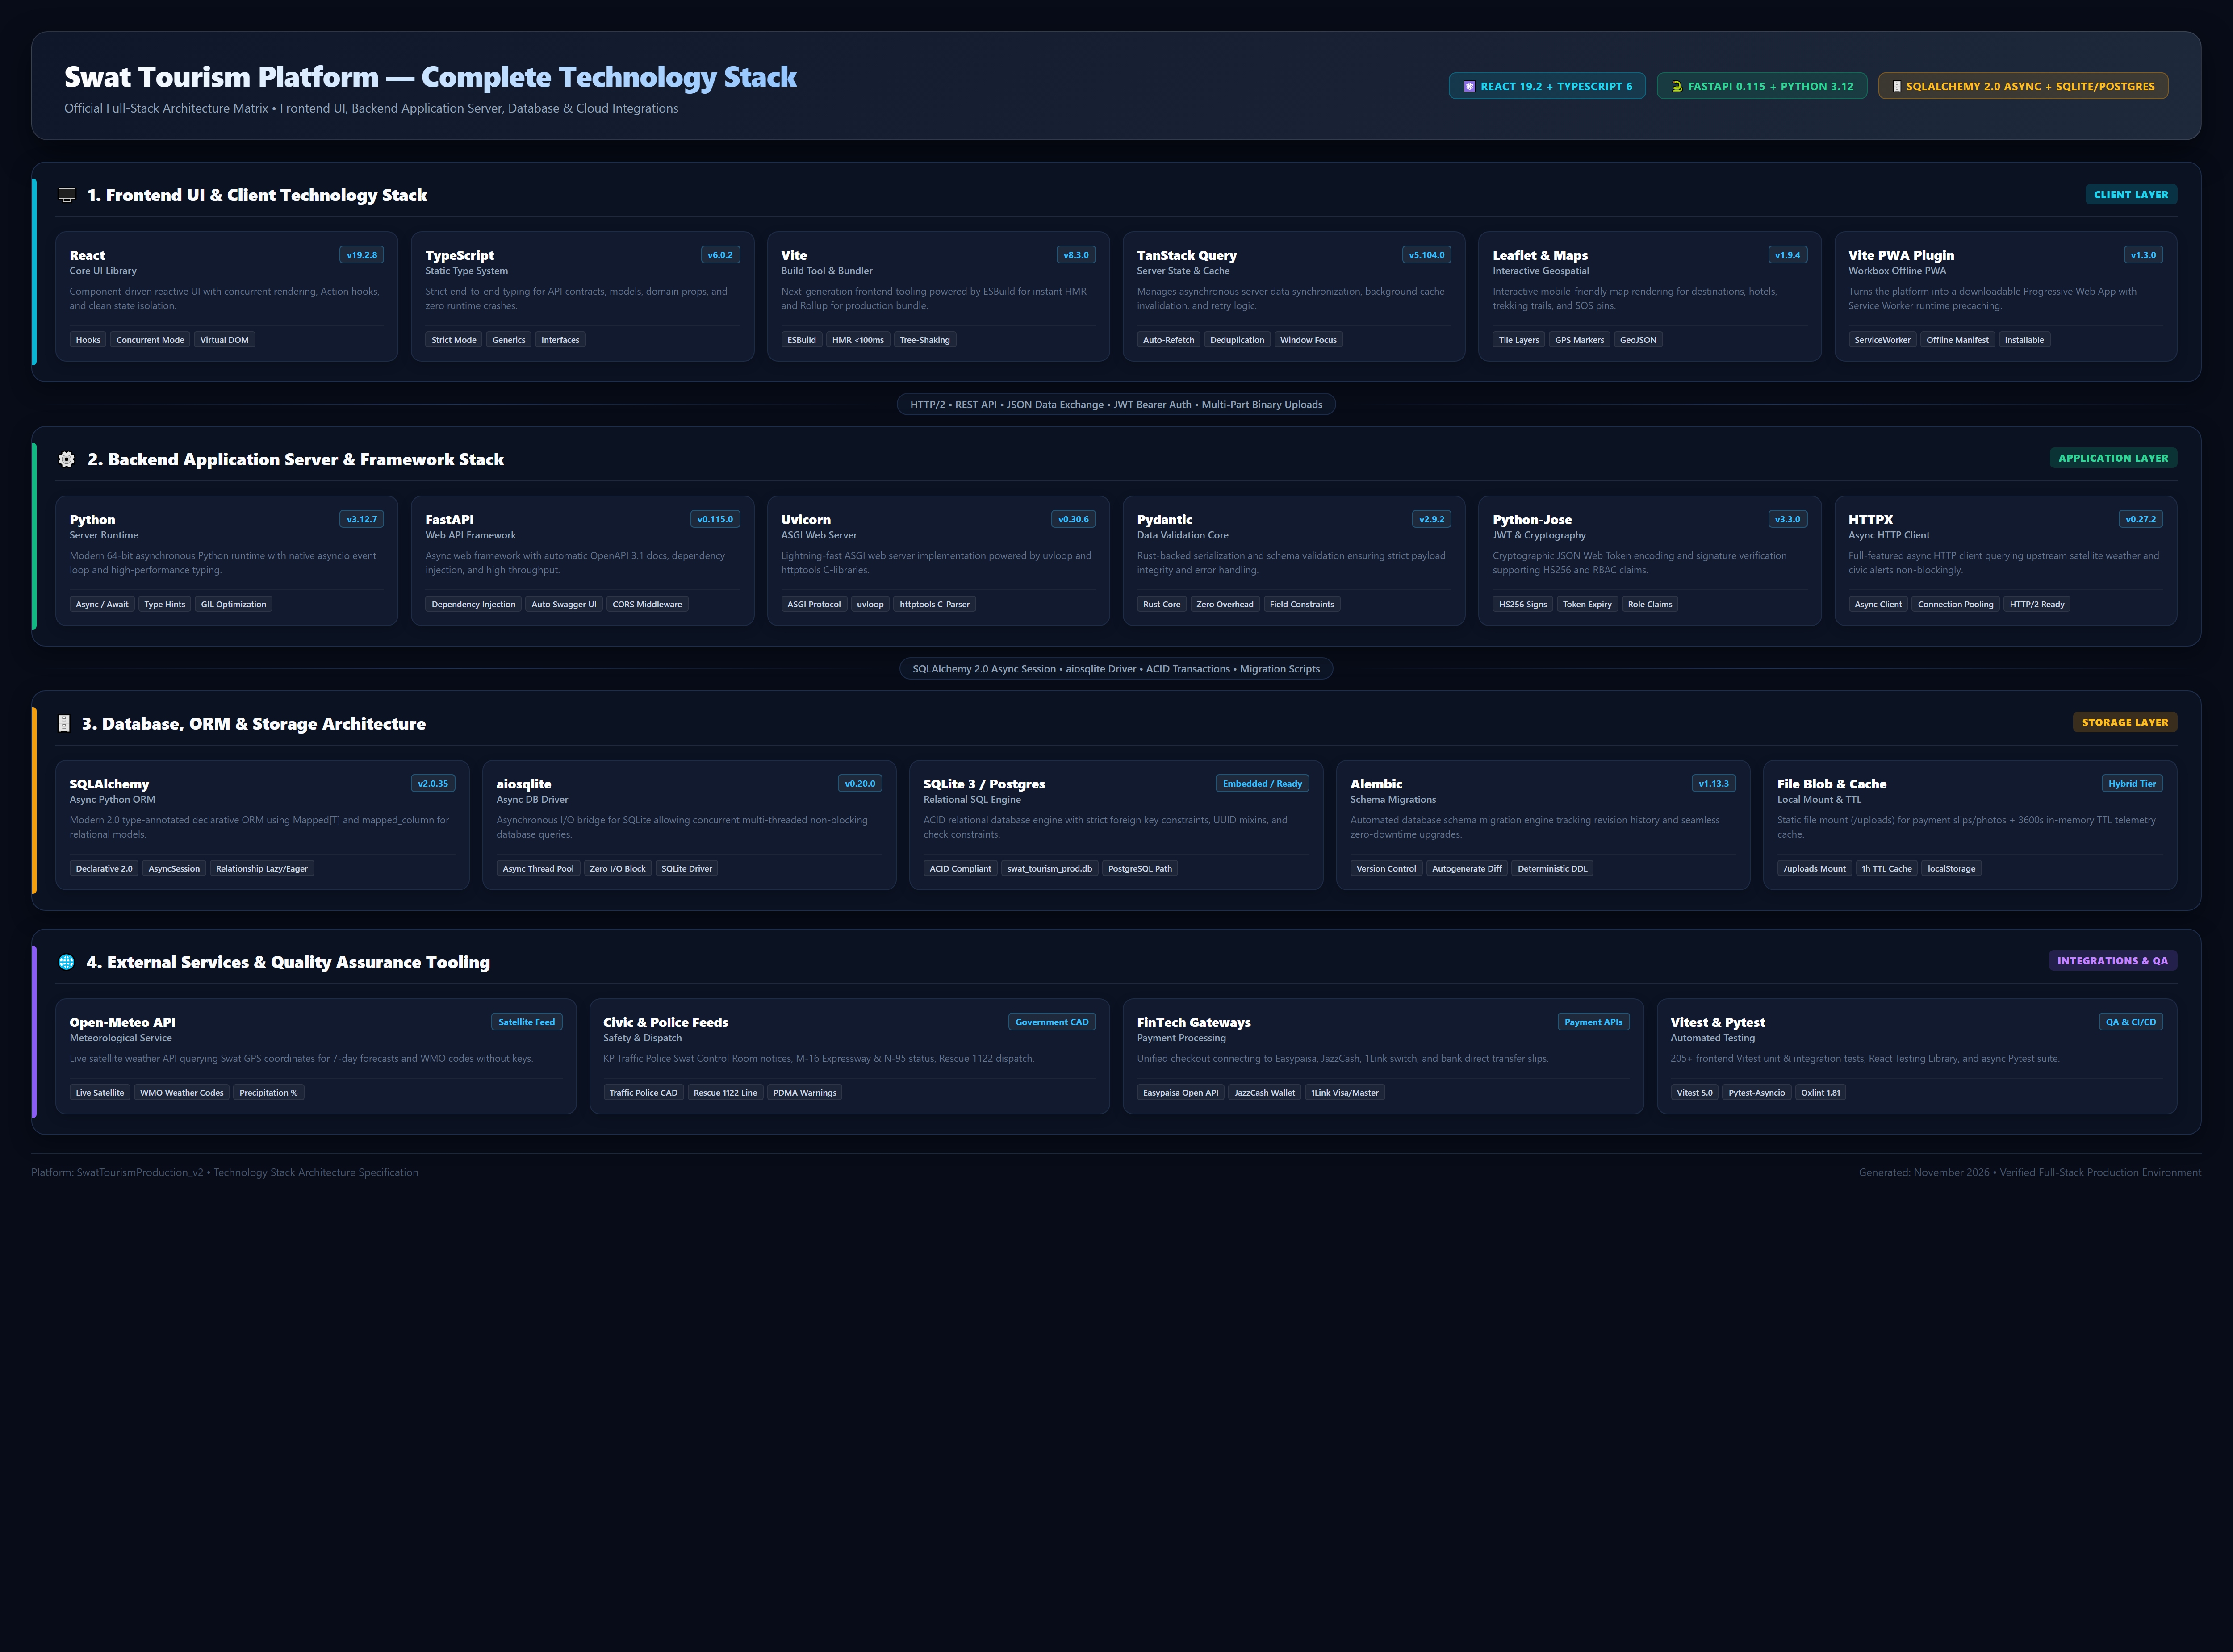 Swat Tourism Platform — Complete Technology Stack
Official Full-Stack Architecture Matrix • Frontend UI, Backend Application Server, Database & Cloud Integrations
REACT 19.2 + TYPESCRIPT 6
FASTAPI 0.115 + PYTHON 3.12
SQLALCHEMY 2.0 ASYNC + SQLITE/POSTGRES
1. Frontend UI & Client Technology Stack
CLIENT LAYER
React
v19.2.8
Core UI Library
Component-driven reactive UI with concurrent rendering, Action hooks,
and clean state isolation.
Hooks
Concurrent Mode
Virtual DOM
TypeScript
v6.0.2
Static Type System
Strict end-to-end typing for API contracts, models, domain props, and
zero runtime crashes.
Strict Mode
Generics
Interfaces
Vite
v8.3.0
Build Tool & Bundler
Next-generation frontend tooling powered by ESBuild for instant HMR
and Rollup for production bundle.
ESBuild
HMR <100ms
Tree-Shaking
TanStack Query
v5.104.0
Server State & Cache
Manages asynchronous server data synchronization, background cache
invalidation, and retry logic.
Auto-Refetch
Deduplication
Window Focus
Leaflet & Maps
v1.9.4
Interactive Geospatial
Interactive mobile-friendly map rendering for destinations, hotels,
trekking trails, and SOS pins.
Tile Layers
GPS Markers
GeoJSON
Vite PWA Plugin
v1.3.0
Workbox Offline PWA
Turns the platform into a downloadable Progressive Web App with
Service Worker runtime precaching.
ServiceWorker
Offline Manifest
Installable
HTTP/2 • REST API • JSON Data Exchange • JWT Bearer Auth • Multi-Part Binary Uploads
2. Backend Application Server & Framework Stack
APPLICATION LAYER
Python
v3.12.7
Server Runtime
Modern 64-bit asynchronous Python runtime with native asyncio event
loop and high-performance typing.
Async / Await
Type Hints
GIL Optimization
FastAPI
v0.115.0
Web API Framework
Async web framework with automatic OpenAPI 3.1 docs, dependency
injection, and high throughput.
Dependency Injection
Auto Swagger UI
CORS Middleware
Uvicorn
v0.30.6
ASGI Web Server
Lightning-fast ASGI web server implementation powered by uvloop and
httptools C-libraries.
ASGI Protocol
uvloop
httptools C-Parser
Pydantic
v2.9.2
Data Validation Core
Rust-backed serialization and schema validation ensuring strict payload
integrity and error handling.
Rust Core
Zero Overhead
Field Constraints
Python-Jose
v3.3.0
JWT & Cryptography
Cryptographic JSON Web Token encoding and signature verification
supporting HS256 and RBAC claims.
HS256 Signs
Token Expiry
Role Claims
HTTPX
v0.27.2
Async HTTP Client
Full-featured async HTTP client querying upstream satellite weather and
civic alerts non-blockingly.
Async Client
Connection Pooling
HTTP/2 Ready
SQLAlchemy 2.0 Async Session • aiosqlite Driver • ACID Transactions • Migration Scripts
3. Database, ORM & Storage Architecture
STORAGE LAYER
SQLAlchemy
v2.0.35
Async Python ORM
Modern 2.0 type-annotated declarative ORM using Mapped[T] and mapped_column for
relational models.
Declarative 2.0
AsyncSession
Relationship Lazy/Eager
aiosqlite
v0.20.0
Async DB Driver
Asynchronous I/O bridge for SQLite allowing concurrent multi-threaded non-blocking
database queries.
Async Thread Pool
Zero I/O Block
SQLite Driver
SQLite 3 / Postgres
Embedded / Ready
Relational SQL Engine
ACID relational database engine with strict foreign key constraints, UUID mixins, and
check constraints.
ACID Compliant
swat_tourism_prod.db
PostgreSQL Path
Alembic
v1.13.3
Schema Migrations
Automated database schema migration engine tracking revision history and seamless
zero-downtime upgrades.
Version Control
Autogenerate Diff
Deterministic DDL
File Blob & Cache
Hybrid Tier
Local Mount & TTL
Static file mount (/uploads) for payment slips/photos + 3600s in-memory TTL telemetry
cache.
/uploads Mount
1h TTL Cache
localStorage
4. External Services & Quality Assurance Tooling
INTEGRATIONS & QA
Open-Meteo API
Satellite Feed
Meteorological Service
Live satellite weather API querying Swat GPS coordinates for 7-day forecasts and WMO codes without keys.
Live Satellite
WMO Weather Codes
Precipitation %
Civic & Police Feeds
Government CAD
Safety & Dispatch
KP Traffic Police Swat Control Room notices, M-16 Expressway & N-95 status, Rescue 1122 dispatch.
Traffic Police CAD
Rescue 1122 Line
PDMA Warnings
FinTech Gateways
Payment APIs
Payment Processing
Unified checkout connecting to Easypaisa, JazzCash, 1Link switch, and bank direct transfer slips.
Easypaisa Open API
JazzCash Wallet
1Link Visa/Master
Vitest & Pytest
QA & CI/CD
Automated Testing
205+ frontend Vitest unit & integration tests, React Testing Library, and async Pytest suite.
Vitest 5.0
Pytest-Asyncio
Oxlint 1.81
Platform: SwatTourismProduction_v2 • Technology Stack Architecture Specification
Generated: November 2026 • Verified Full-Stack Production Environment